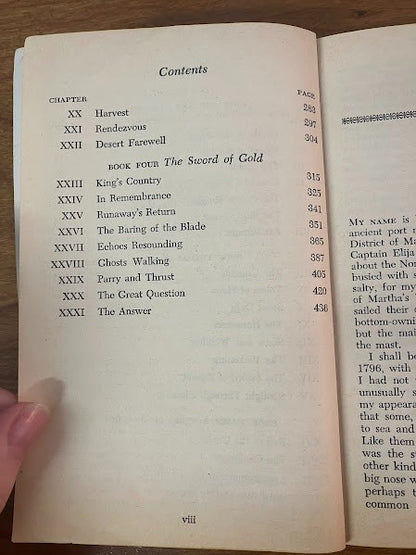 Contents
CHAPTER PAGE
XX Harvest 283
XXI Rendezvous 297
XXII Desert Farewell 304
BOOK FOUR The Sword of Gold
XXIII King's Country 315
XXIV In Remembrance 325
XXV Runaway's Return 341
XXVI The Baring of the Blade 351
XXVII Echoes Resounding 365
XXVIII Ghosts Walking 387
XXIX Parry and Thrust 405
XXX The Great Question 420
XXXI The Answer 436
viii
MY NAME is
ancient port
District of Ma
Captain Elija
about the Nor
busied with s
salty, for my
of Martha's
sailed their
bottom-owni
but the mai
the mast.
I shall be
1796, with
I had not
unusually s
my appeara
that some,
to sea and
Like them
was the s
other kind
big nose w
perhaps t
common